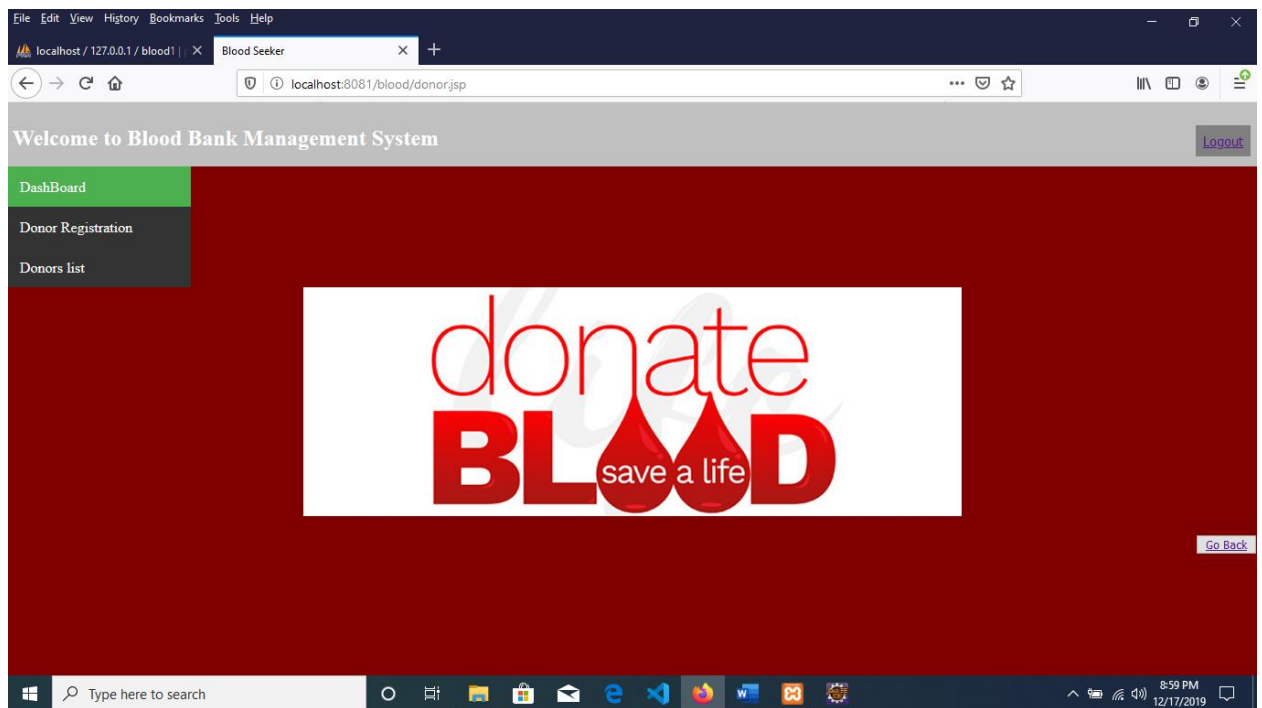 File Edit View History Bookmarks Tools Help
localhost / 127.0.0.1 / blood1 |
Blood Seeker
localhost:8081/blood/donor.jsp
Welcome to Blood Bank Management System
Logout
DashBoard
Donor Registration
Donors list
donate
BLOOD
save a life
Go Back
Type here to search
8:59 PM
12/17/2019